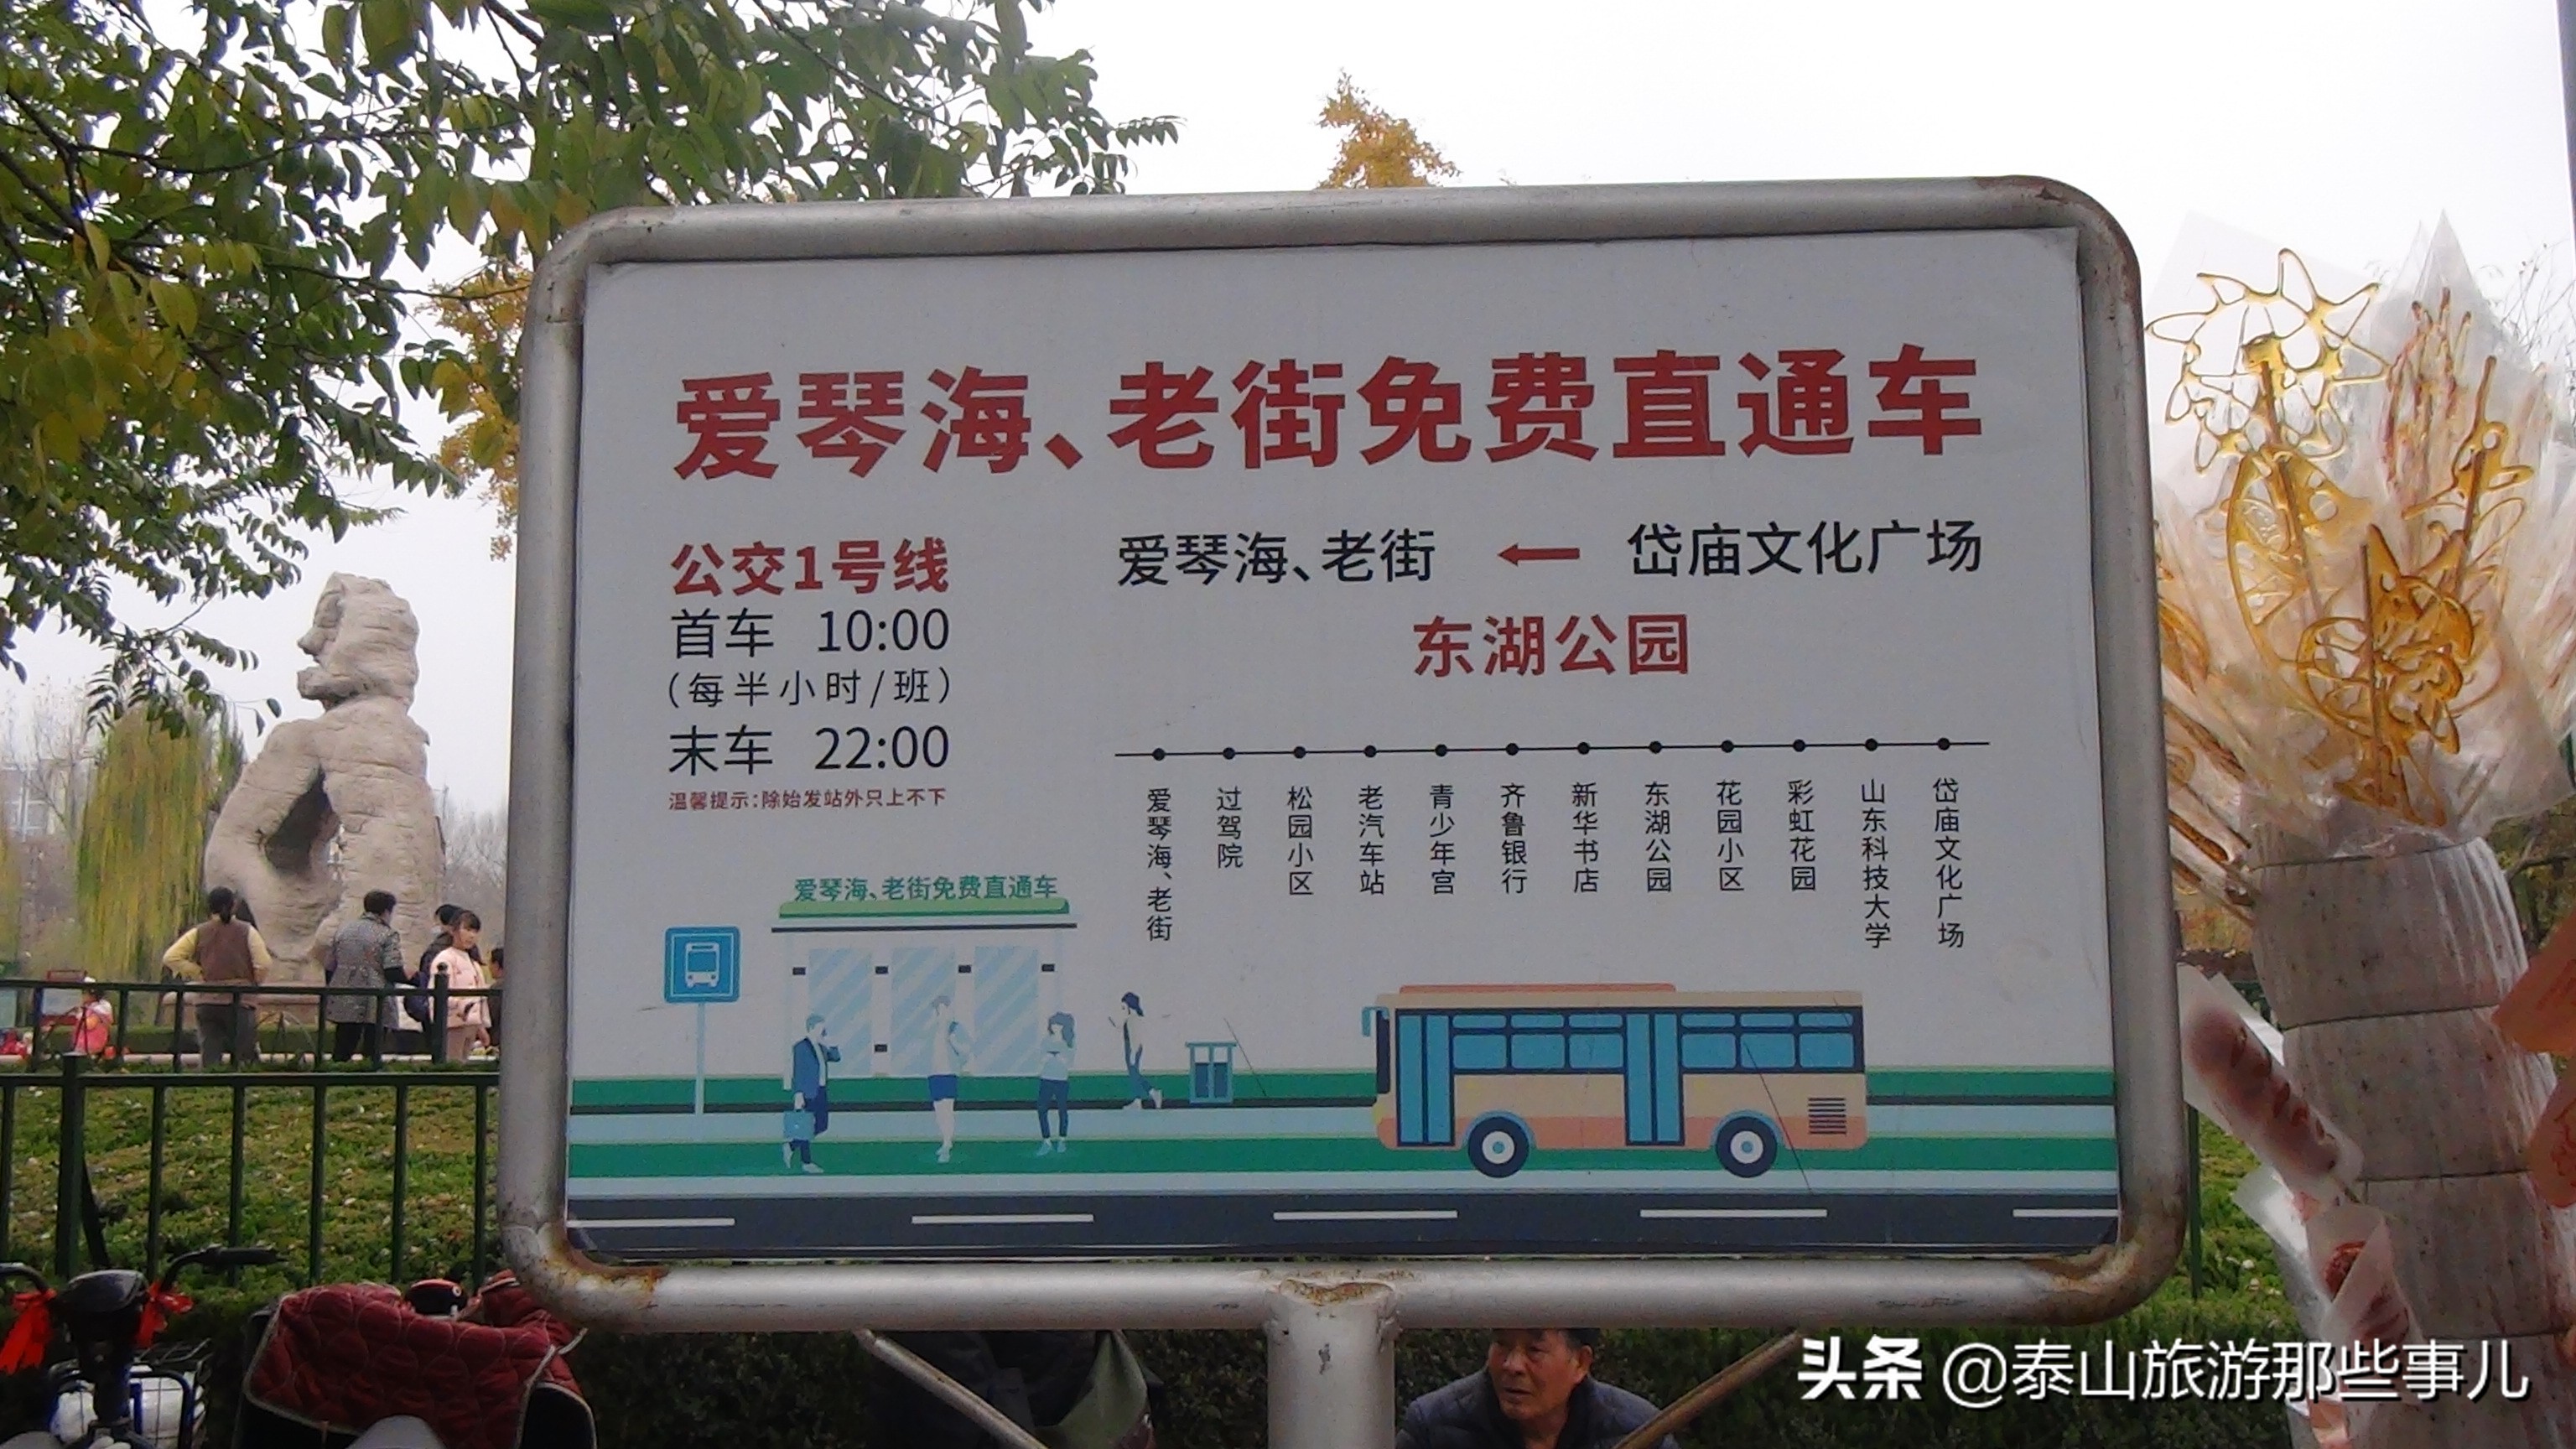 爱琴海、老街免费直通车
公交1号线
首车 10:00
（每半小时/班）
末车 22:00
温馨提示:除始发站外只上不下
爱琴海、老街 ← 岱庙文化广场
东湖公园
爱琴海、老街
过驾院
松园小区
老汽车站
青少年宫
齐鲁银行
新华书店
东湖公园
花园小区
彩虹花园
山东科技大学
岱庙文化广场
爱琴海、老街免费直通车
头条 @泰山旅游那些事儿